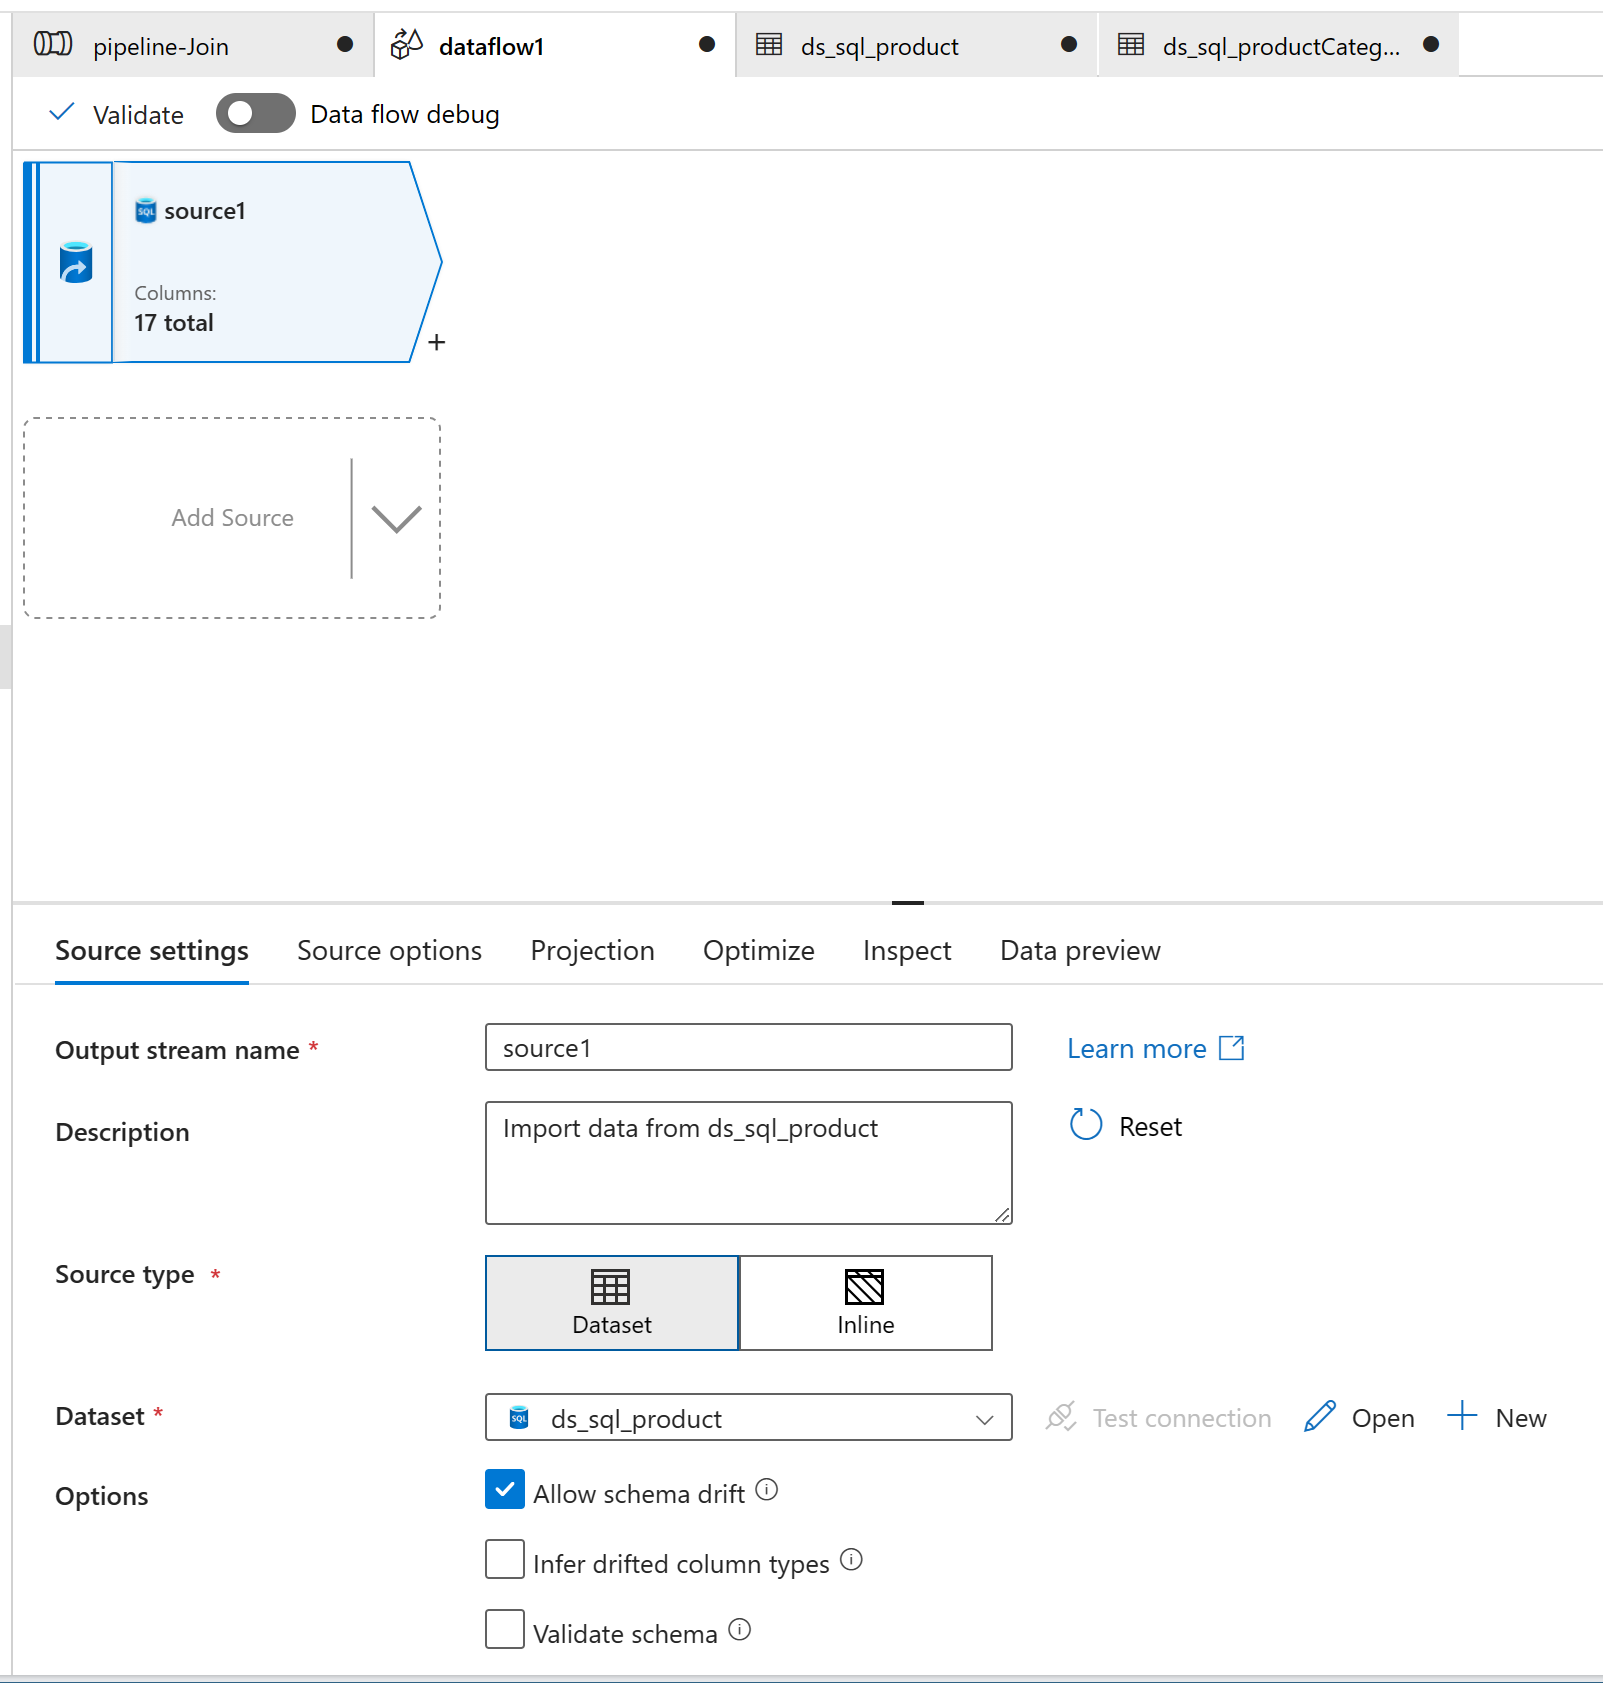 pipeline-Join
dataflow1
ds_sql_product
ds_sql_productCateg...
Validate
Data flow debug
SQL source1
Columns:
17 total
+
Add Source
Source settings
Source options
Projection
Optimize
Inspect
Data preview
Output stream name *
source1
Learn more
Description
Import data from ds_sql_product
Reset
Source type *
Dataset
Inline
Dataset *
SQL ds_sql_product
Test connection
Open
New
Options
Allow schema drift
Infer drifted column types
Validate schema